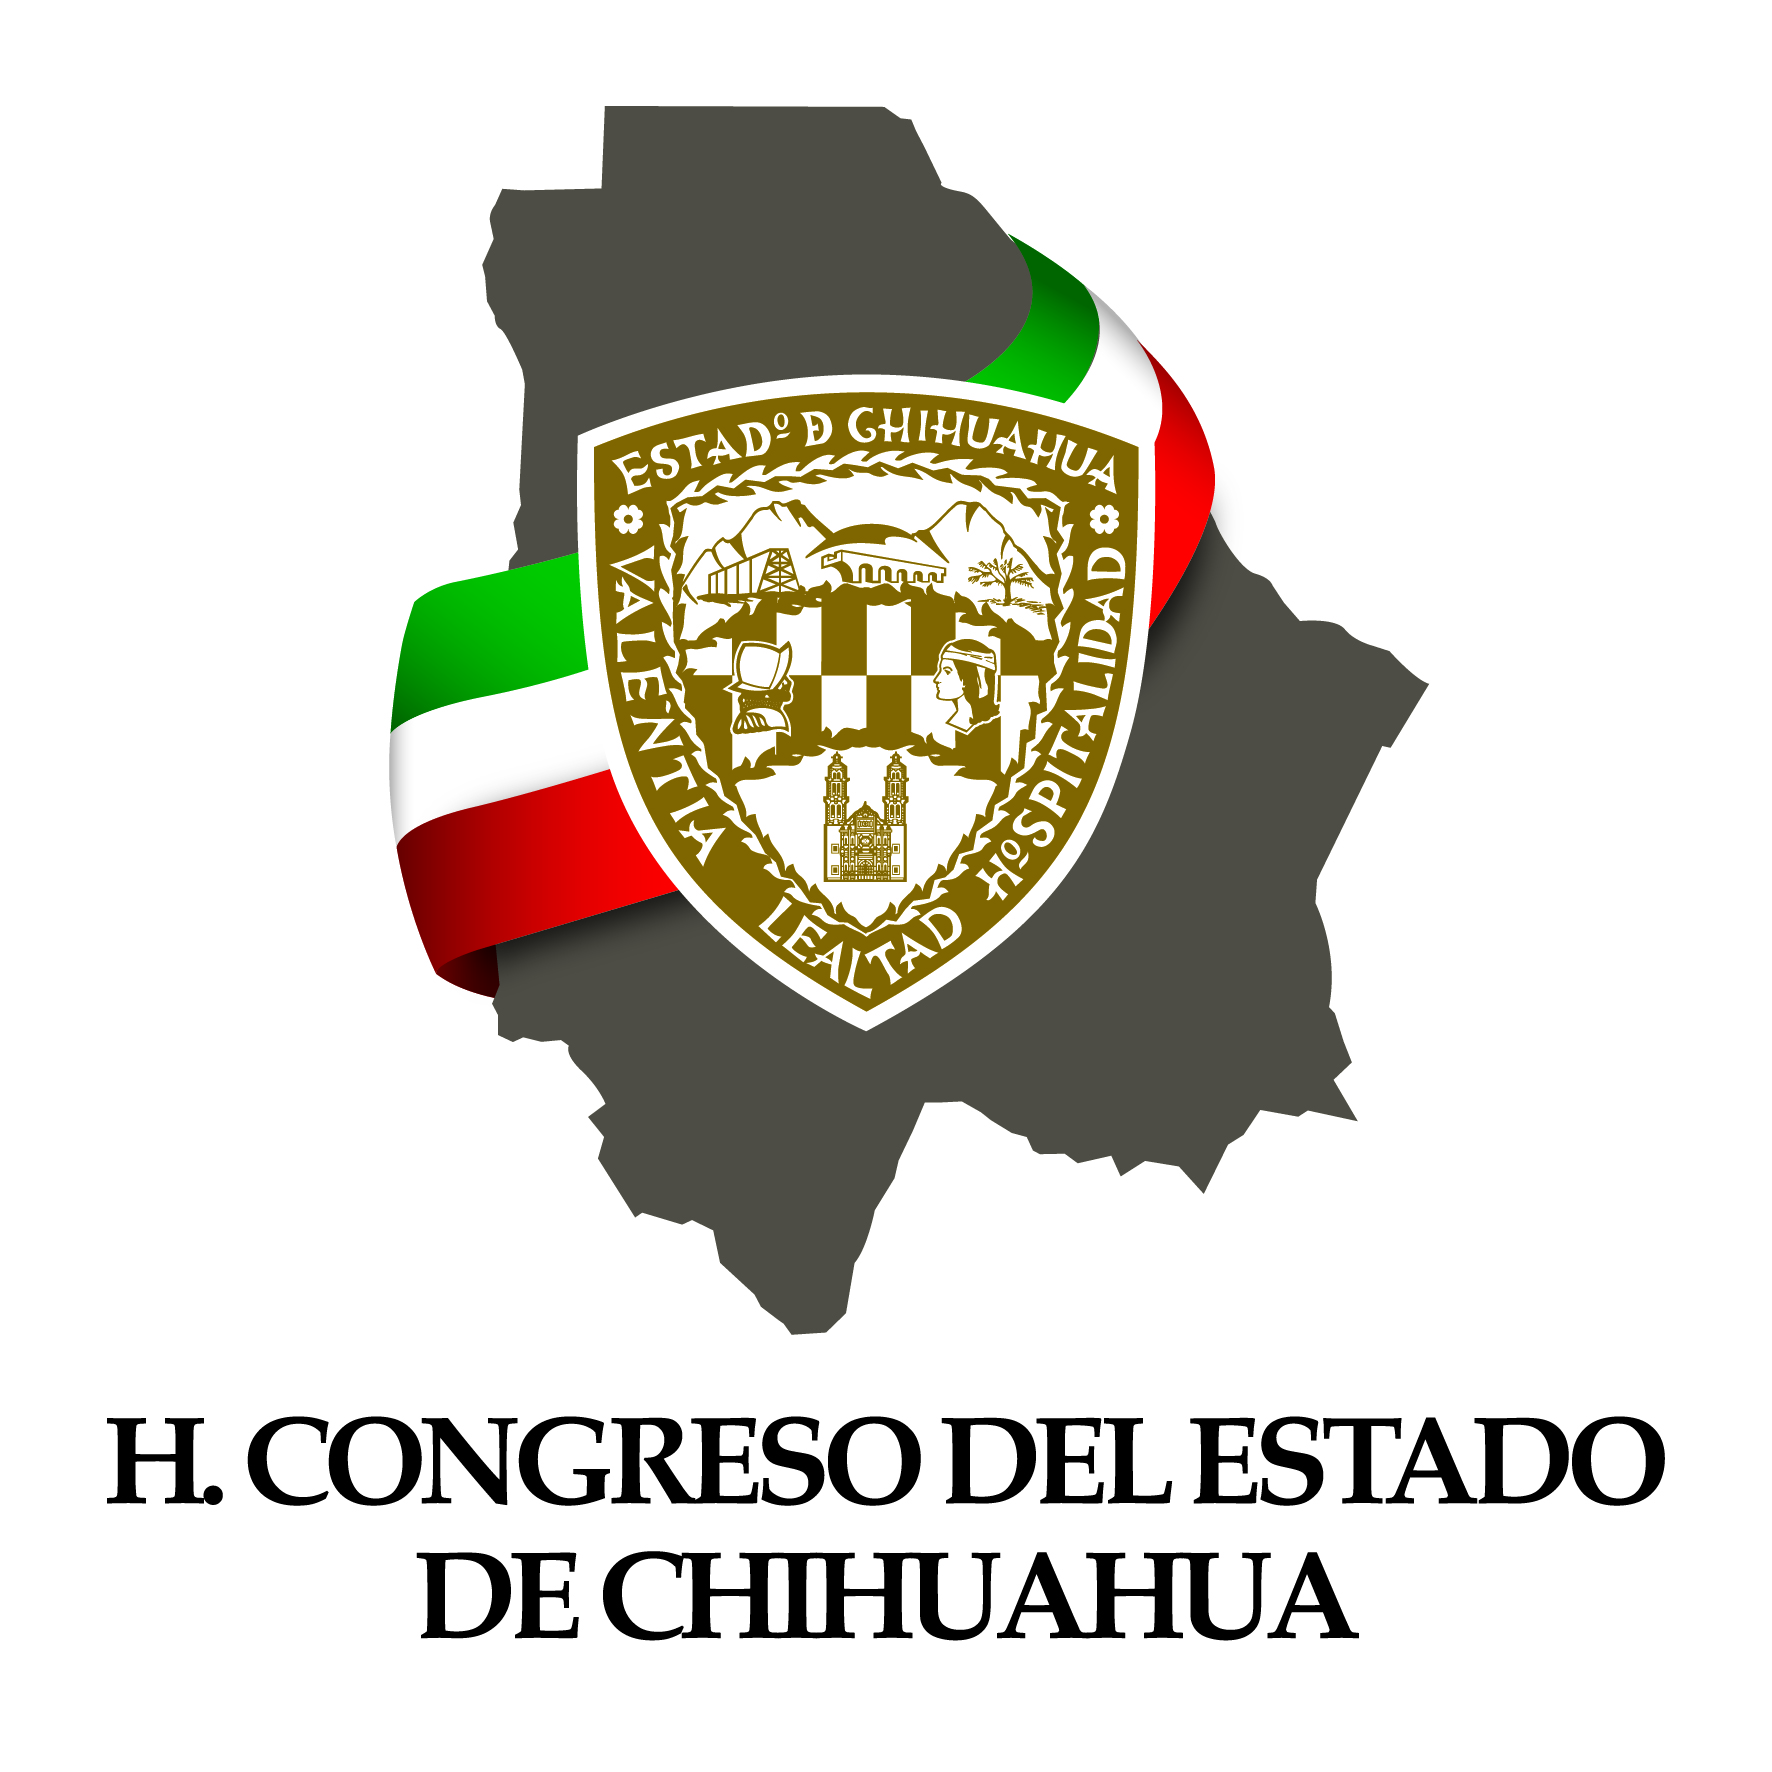 ESTADº D CHIHUAHUA
VALENTIA
LEALTAD
HºSPITALIDAD
H. CONGRESO DEL ESTADO
DE CHIHUAHUA